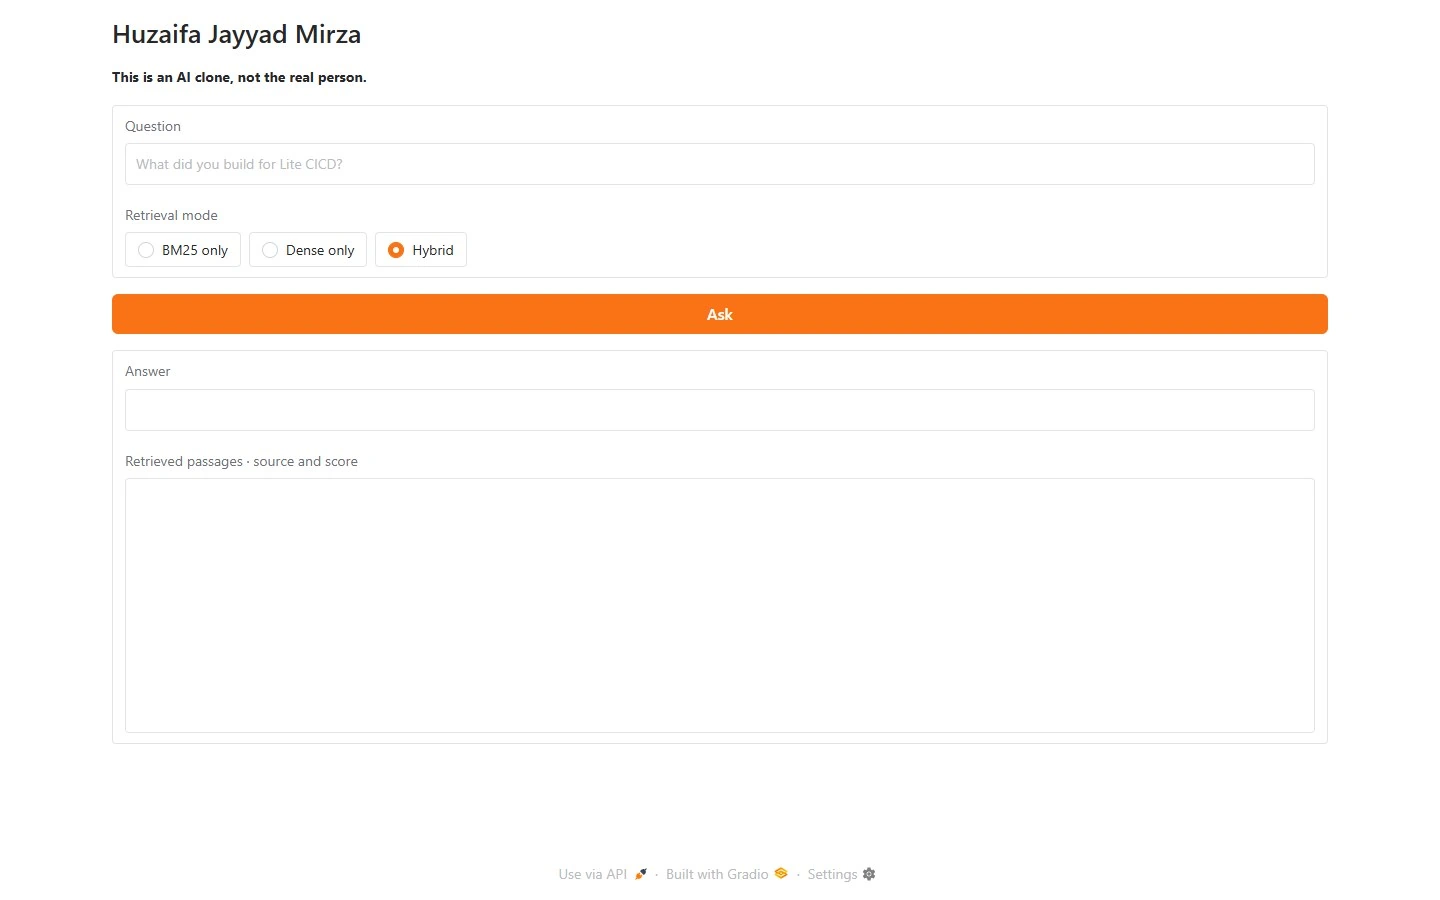 Huzaifa Jayyad Mirza
This is an AI clone, not the real person.
Question
What did you build for Lite CICD?
Retrieval mode
BM25 only
Dense only
Hybrid
Ask
Answer
Retrieved passages · source and score
Use via API · Built with Gradio · Settings